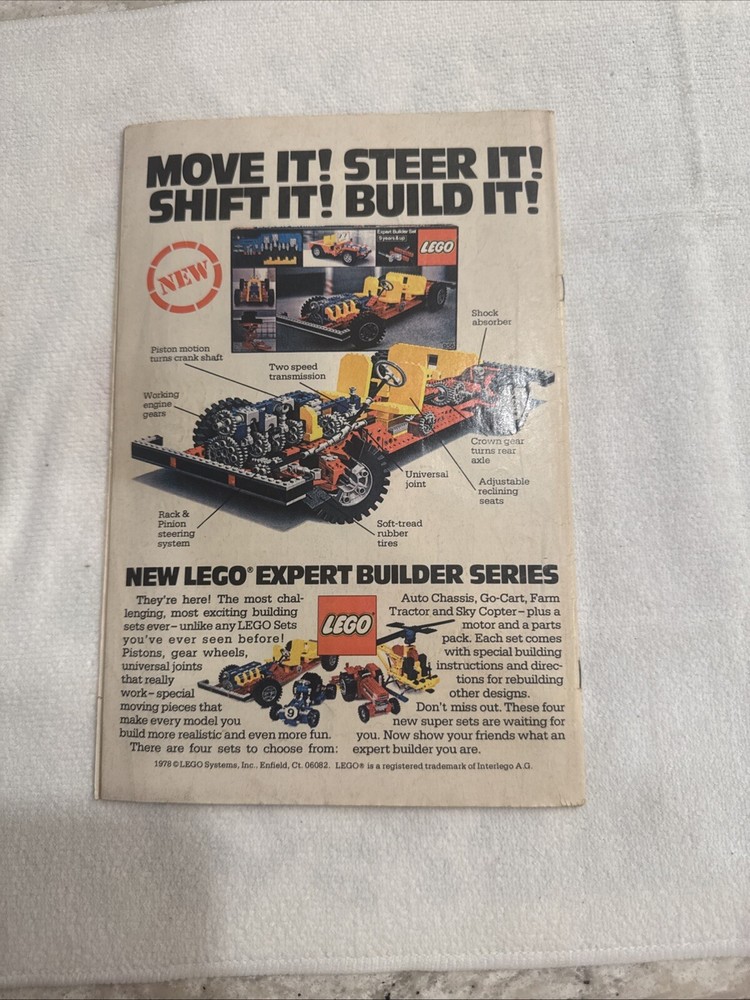 MOVE IT! STEER IT!
SHIFT IT! BUILD IT!
NEW
Expert Builder Set
9 years & up
LEGO
Shock
absorber
Piston motion
turns crank shaft
Two speed
transmission
Working
engine
gears
Crown gear
turns rear
axle
Universal
joint
Adjustable
reclining
seats
Rack &
Pinion
steering
system
Soft-tread
rubber
tires
NEW LEGO® EXPERT BUILDER SERIES
They're here! The most chal-
lenging, most exciting building
sets ever–unlike any LEGO Sets
you've ever seen before!
Pistons, gear wheels,
universal joints
that really
work–special
moving pieces that
make every model you
build more realistic and even more fun.
There are four sets to choose from:
LEGO®
9
Auto Chassis, Go-Cart, Farm
Tractor and Sky Copter–plus a
motor and a parts
pack. Each set comes
with special building
instructions and direc-
tions for rebuilding
other designs.
Don't miss out. These four
new super sets are waiting for
you. Now show your friends what an
expert builder you are.
1978 © LEGO Systems, Inc., Enfield, Ct. 06082. LEGO® is a registered trademark of Interlego A.G.